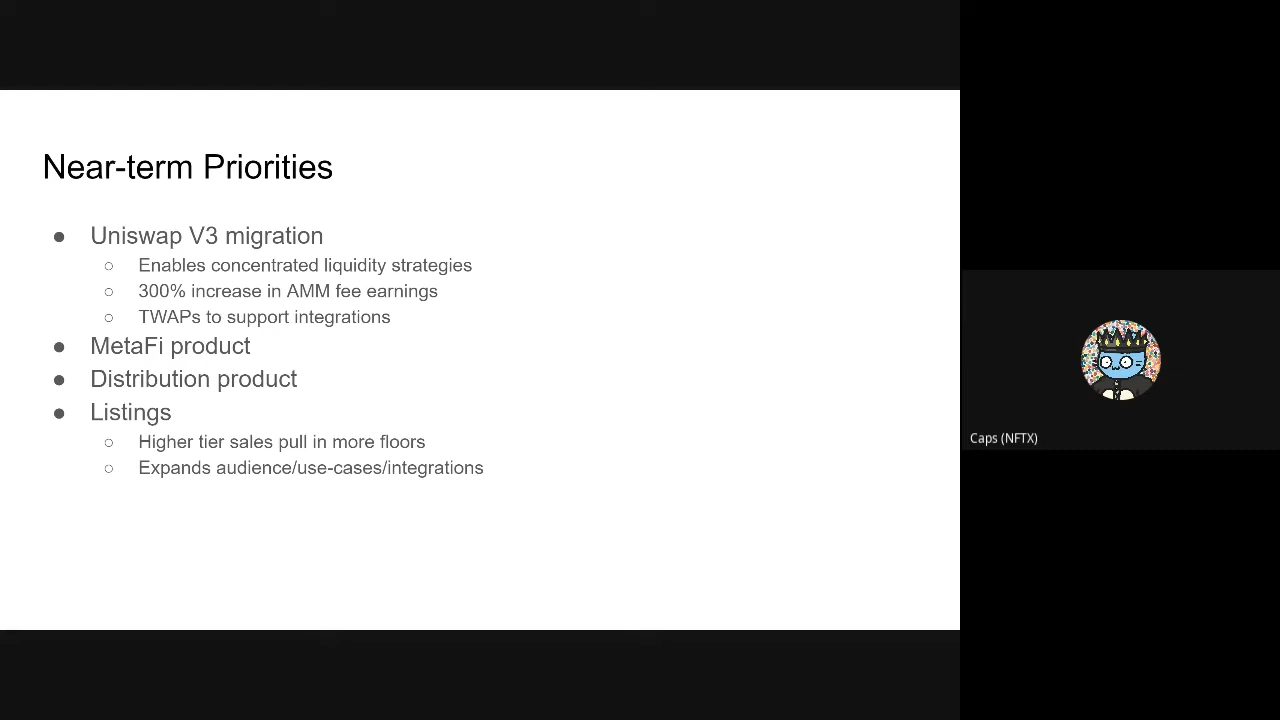 Near-term Priorities
● Uniswap V3 migration
○ Enables concentrated liquidity strategies
○ 300% increase in AMM fee earnings
○ TWAPs to support integrations
● MetaFi product
● Distribution product
● Listings
○ Higher tier sales pull in more floors
○ Expands audience/use-cases/integrations
Caps (NFTX)